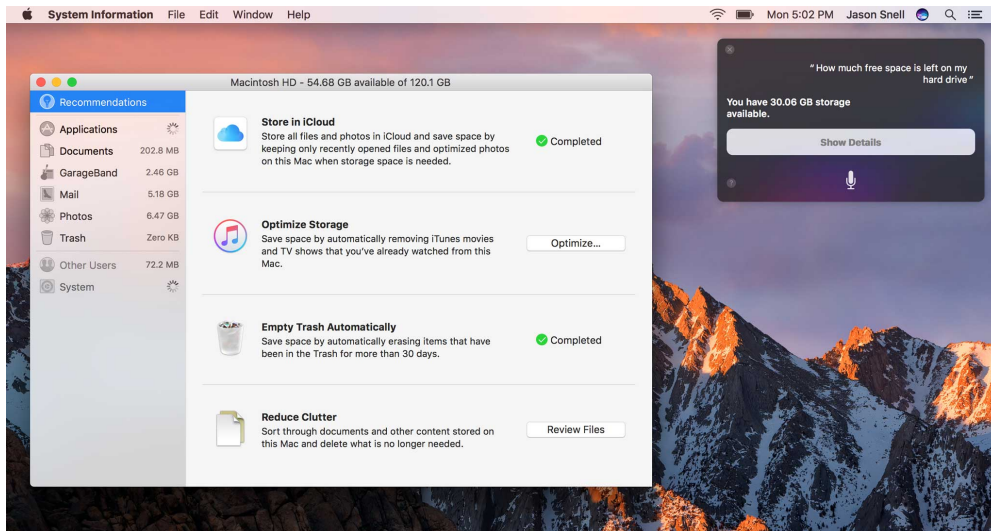 System Information File Edit Window Help
Mon 5:02 PM Jason Snell
Macintosh HD - 54.68 GB available of 120.1 GB
Recommendations
Applications
Documents 202.8 MB
GarageBand 2.46 GB
Mail 5.18 GB
Photos 6.47 GB
Trash Zero KB
Other Users 72.2 MB
System
Store in iCloud
Store all files and photos in iCloud and save space by
keeping only recently opened files and optimized photos
on this Mac when storage space is needed.
Completed
Optimize Storage
Save space by automatically removing iTunes movies
and TV shows that you've already watched from this
Mac.
Optimize...
Empty Trash Automatically
Save space by automatically erasing items that have
been in the Trash for more than 30 days.
Completed
Reduce Clutter
Sort through documents and other content stored on
this Mac and delete what is no longer needed.
Review Files
"How much free space is left on my
hard drive"
You have 30.06 GB storage
available.
Show Details
?